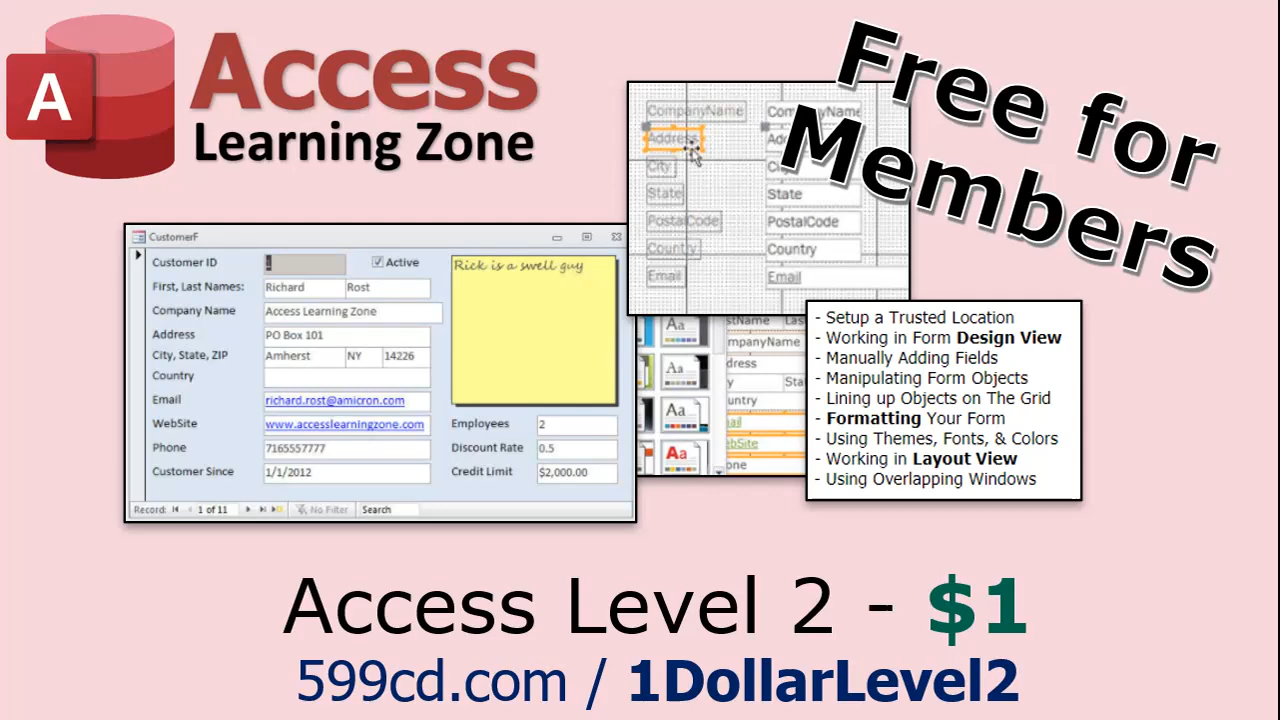 A
Access
Learning Zone
Free for
Members
CompanyName CompanyName
Address
City
State State
PostalCode PostalCode
Country Country
Email Email
CustomerF
Customer ID Active
Rick is a swell guy
First, Last Names: Richard Rost
Company Name Access Learning Zone
Address PO Box 101
City, State, ZIP Amherst NY 14226
Country
Email richard.rost@amicron.com
WebSite www.accesslearningzone.com
Phone 7165557777
Customer Since 1/1/2012
Employees 2
Discount Rate 0.5
Credit Limit $2,000.00
Record: 1 of 11 No Filter Search
Aa
Aa
Aa
Aa
- Setup a Trusted Location
- Working in Form Design View
- Manually Adding Fields
- Manipulating Form Objects
- Lining up Objects on The Grid
- Formatting Your Form
- Using Themes, Fonts, & Colors
- Working in Layout View
- Using Overlapping Windows
Access Level 2 - $1
599cd.com / 1DollarLevel2